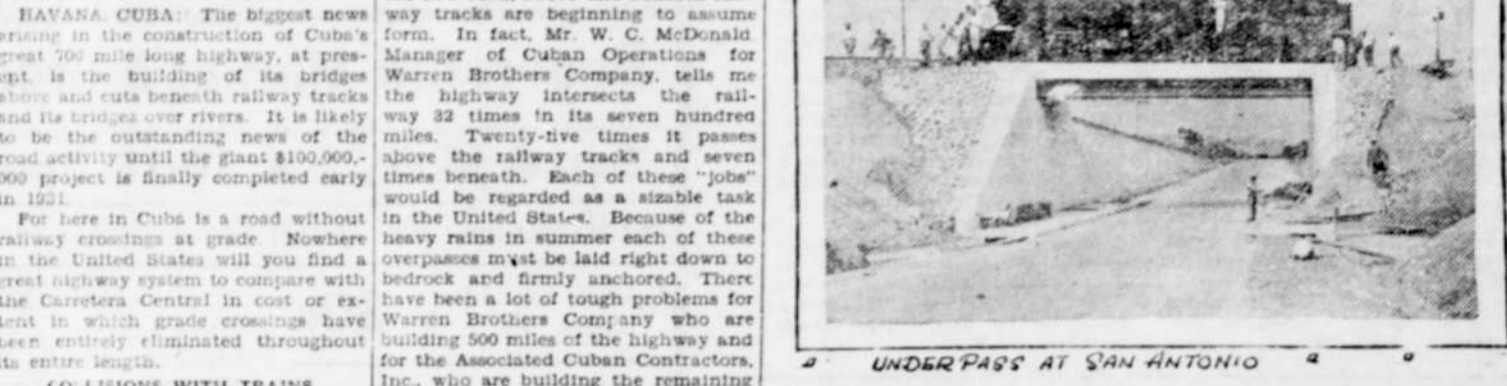 HAVANA, CUBA: The biggest news
arising in the construction of Cuba's
great 700 mile long highway, at pres-
ent, is the building of its bridges
above and cuts beneath railway tracks
and its bridges over rivers. It is likely
to be the outstanding news of the
road activity until the giant $100,000,-
000 project is finally completed early
in 1931.
For here in Cuba is a road without
railway crossings at grade. Nowhere
in the United States will you find a
great highway system to compare with
the Carretera Central in cost or ex-
tent in which grade crossings have
been entirely eliminated throughout
its entire length.
COLLISIONS WITH TRAINS
way tracks are beginning to assume
form. In fact, Mr. W. C. McDonald
Manager of Cuban Operations for
Warren Brothers Company, tells me
the highway intersects the rail-
way 32 times in its seven hundred
miles. Twenty-five times it passes
above the railway tracks and seven
times beneath. Each of these "jobs"
would be regarded as a sizable task
in the United States. Because of the
heavy rains in summer each of these
overpasses must be laid right down to
bedrock and firmly anchored. There
have been a lot of tough problems for
Warren Brothers Company who are
building 500 miles of the highway and
for the Associated Cuban Contractors,
Inc., who are building the remaining
UNDERPASS AT SAN ANTONIO